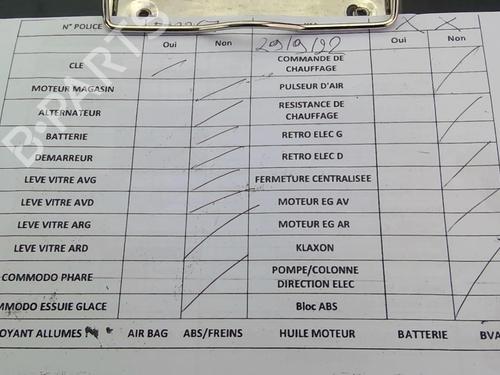 N° POLICE
Oui Non 29/9/22 Oui Non
CLE COMMANDE DE CHAUFFAGE
MOTEUR MAGASIN PULSEUR D'AIR
ALTERNATEUR RESISTANCE DE CHAUFFAGE
BATTERIE RETRO ELEC G
DEMARREUR RETRO ELEC D
LEVE VITRE AVG FERMETURE CENTRALISEE
LEVE VITRE AVD MOTEUR EG AV
LEVE VITRE ARG MOTEUR EG AR
LEVE VITRE ARD KLAXON
COMMODO PHARE POMPE/COLONNE DIRECTION ELEC
MMODO ESSUIE GLACE Bloc ABS
OYANT ALLUMES AIR BAG ABS/FREINS HUILE MOTEUR BATTERIE BVA
B-PARTS